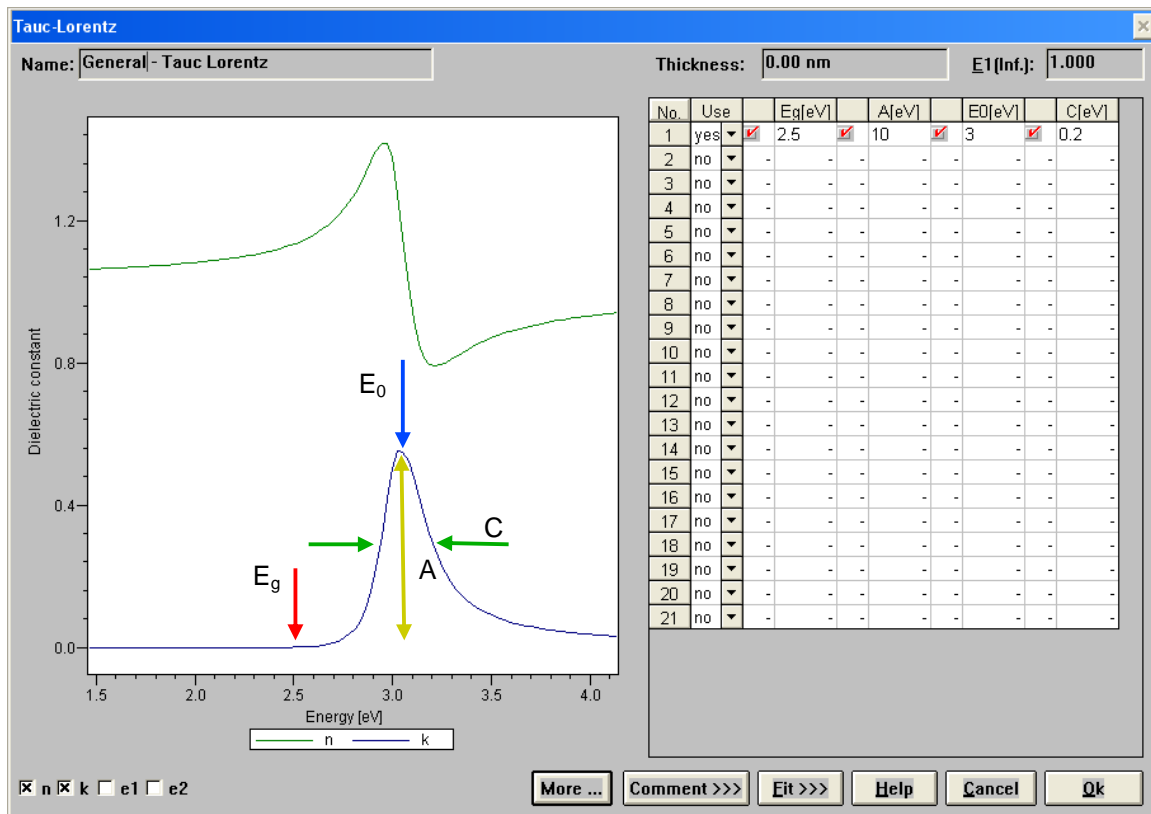 Tauc-Lorentz
Name: General - Tauc Lorentz Thickness: 0.00 nm E1(Inf.): 1.000
No. Use Eg[eV] A[eV] E0[eV] C[eV]
1 yes 2.5 10 3 0.2
2 no - - - - - - - -
3 no - - - - - - - -
4 no - - - - - - - -
5 no - - - - - - - -
6 no - - - - - - - -
7 no - - - - - - - -
8 no - - - - - - - -
9 no - - - - - - - -
10 no - - - - - - - -
11 no - - - - - - - -
12 no - - - - - - - -
13 no - - - - - - - -
14 no - - - - - - - -
15 no - - - - - - - -
16 no - - - - - - - -
17 no - - - - - - - -
18 no - - - - - - - -
19 no - - - - - - - -
20 no - - - - - - - -
21 no - - - - - - - -
Dielectric constant
1.2
0.8
0.4
0.0
E0
C
A
Eg
1.5 2.0 2.5 3.0 3.5 4.0
Energy [eV]
n k
n k e1 e2
More ... Comment >>> Fit >>> Help Cancel Ok